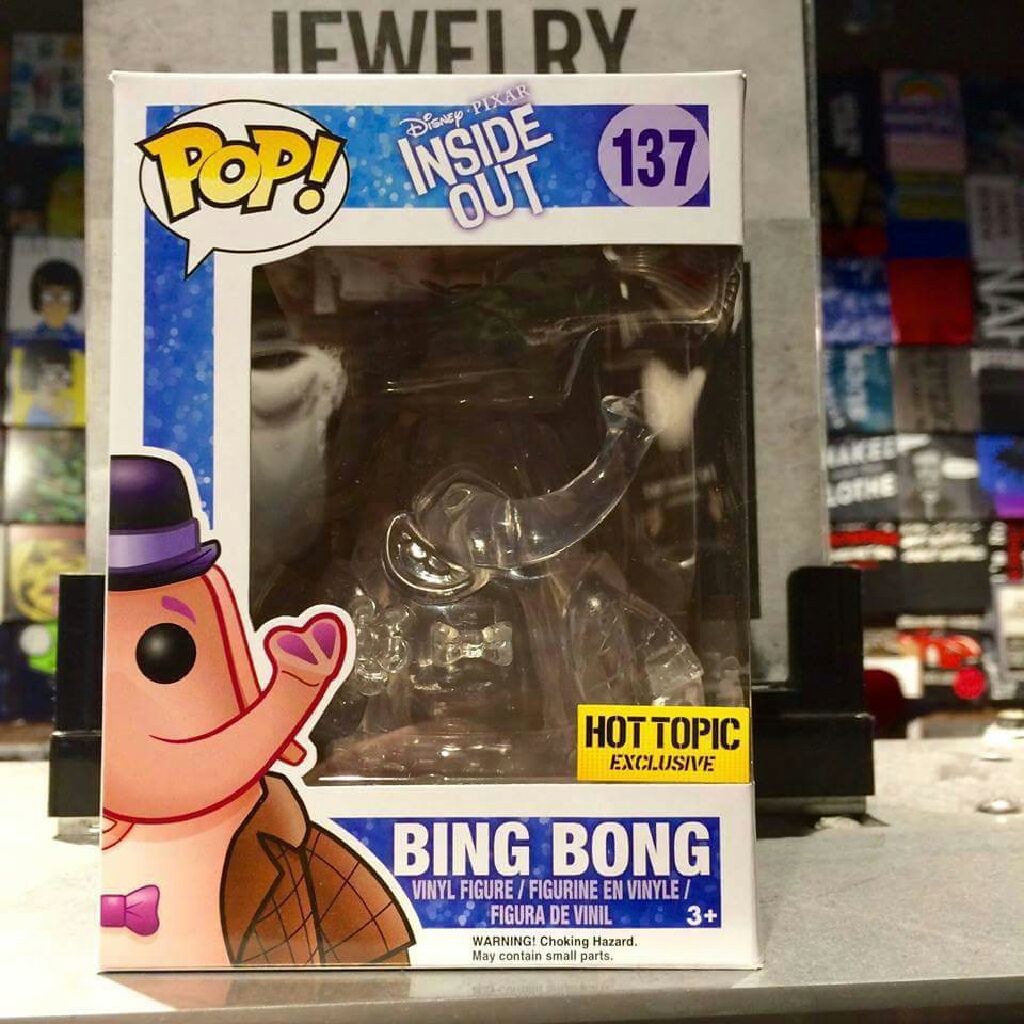 JEWELRY
POP!
Disney·PIXAR
INSIDE
OUT
137
HOT TOPIC
EXCLUSIVE
BING BONG
VINYL FIGURE / FIGURINE EN VINYLE /
FIGURA DE VINIL
3+
WARNING! Choking Hazard.
May contain small parts.